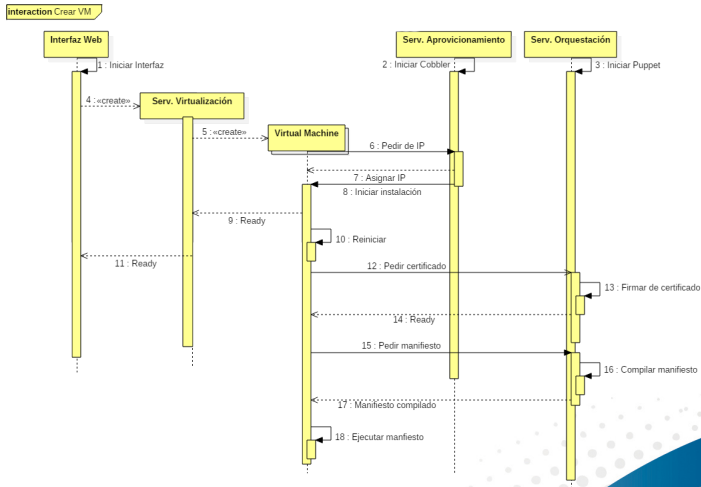 interaction Crear VM
Interfaz Web
Serv. Aprovicionamiento
Serv. Orquestación
1 : Iniciar Interfaz
2 : Iniciar Cobbler
3 : Iniciar Puppet
4 :«create»
Serv. Virtualización
5 :«create»
Virtual Machine
6 : Pedir de IP
7 : Asignar IP
8 : Iniciar instalación
9 : Ready
10 : Reiniciar
11 : Ready
12 : Pedir certificado
13 : Firmar de certificado
14 : Ready
15 : Pedir manifiesto
16 : Compilar manifiesto
17 : Manifiesto compilado
18 : Ejecutar manfiesto